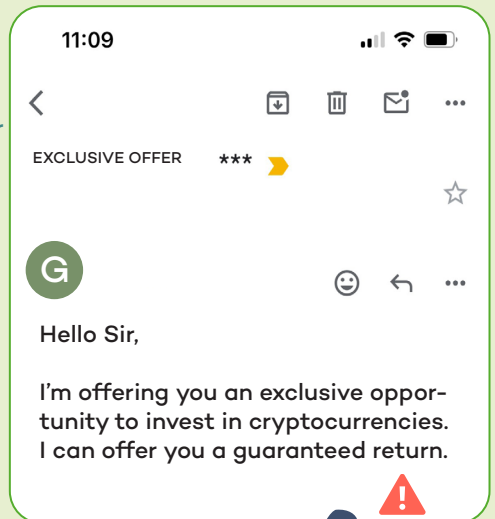 11:09
EXCLUSIVE OFFER ***
G
Hello Sir,
I'm offering you an exclusive oppor-
tunity to invest in cryptocurrencies.
I can offer you a guaranteed return.